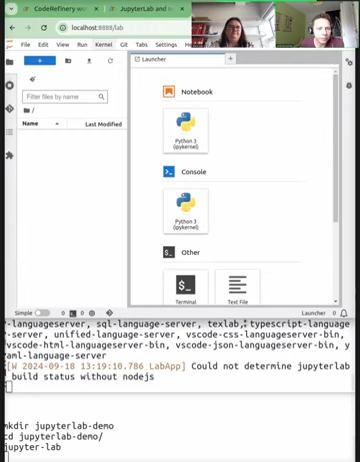 CodeRefinery wo
JupyterLab and n
localhost:8888/lab
File Edit View Run Kernel Git Tabs Settings
Launcher
Filter files by name
/
Name Last Modified
Notebook
Python 3
(ipykernel)
Console
Python 3
(ipykernel)
Other
$_
Terminal
Text File
Simple 0 0 Launcher 0
y-languageserver, sql-language-server, texlab, typescript-language
-server, unified-language-server, vscode-css-languageserver-bin,
vscode-html-languageserver-bin, vscode-json-languageserver-bin, y
aml-language-server
[W 2024-09-18 13:19:10.786 LabApp] Could not determine jupyterlab
build status without nodejs
mkdir jupyterlab-demo
cd jupyterlab-demo/
jupyter-lab